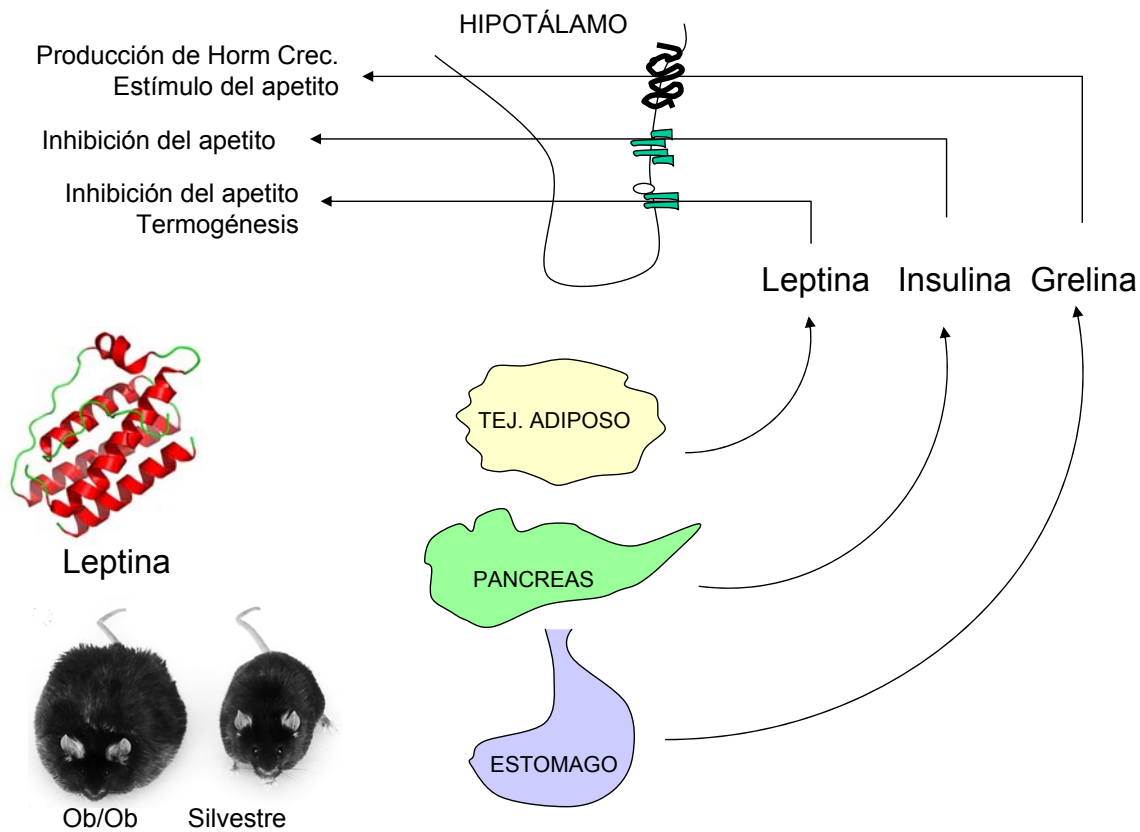 HIPOTÁLAMO
Producción de Horm Crec.
Estímulo del apetito
Inhibición del apetito
Inhibición del apetito
Termogénesis
Leptina
Insulina
Grelina
TEJ. ADIPOSO
Leptina
PANCREAS
ESTOMAGO
Ob/Ob
Silvestre